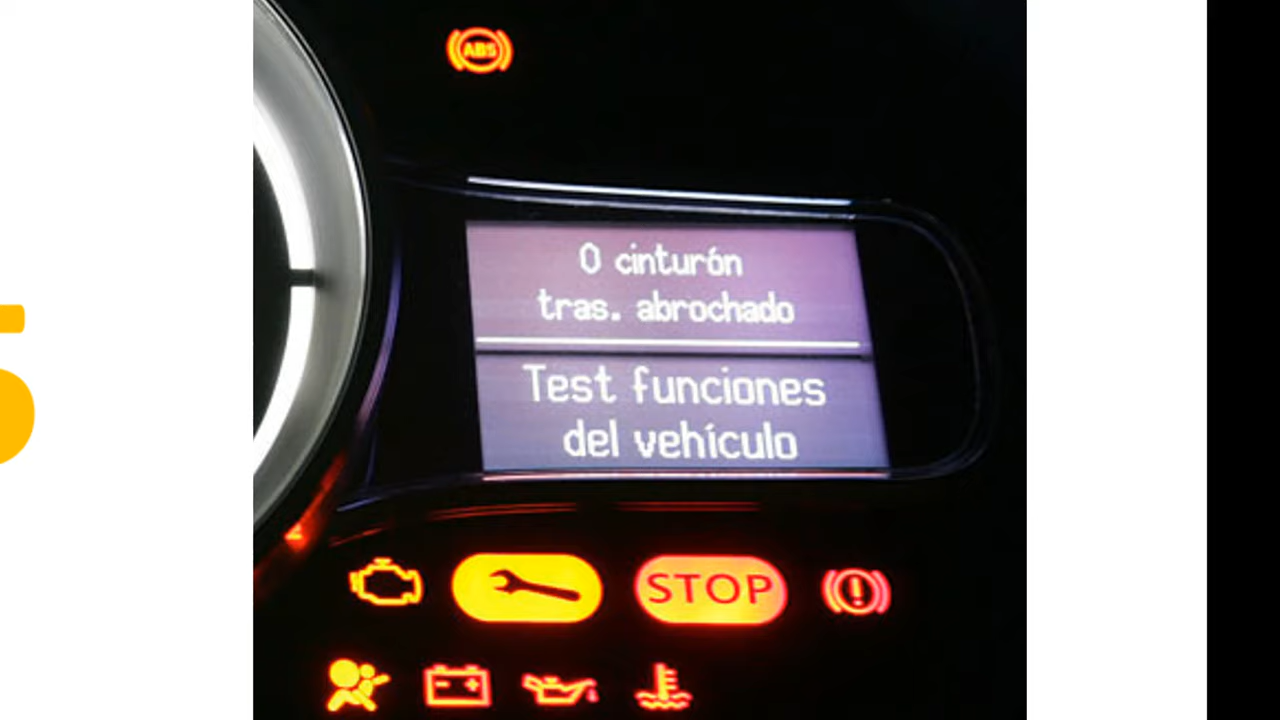 ABS
0 cinturón
tras. abrochado
Test funciones
del vehículo
STOP